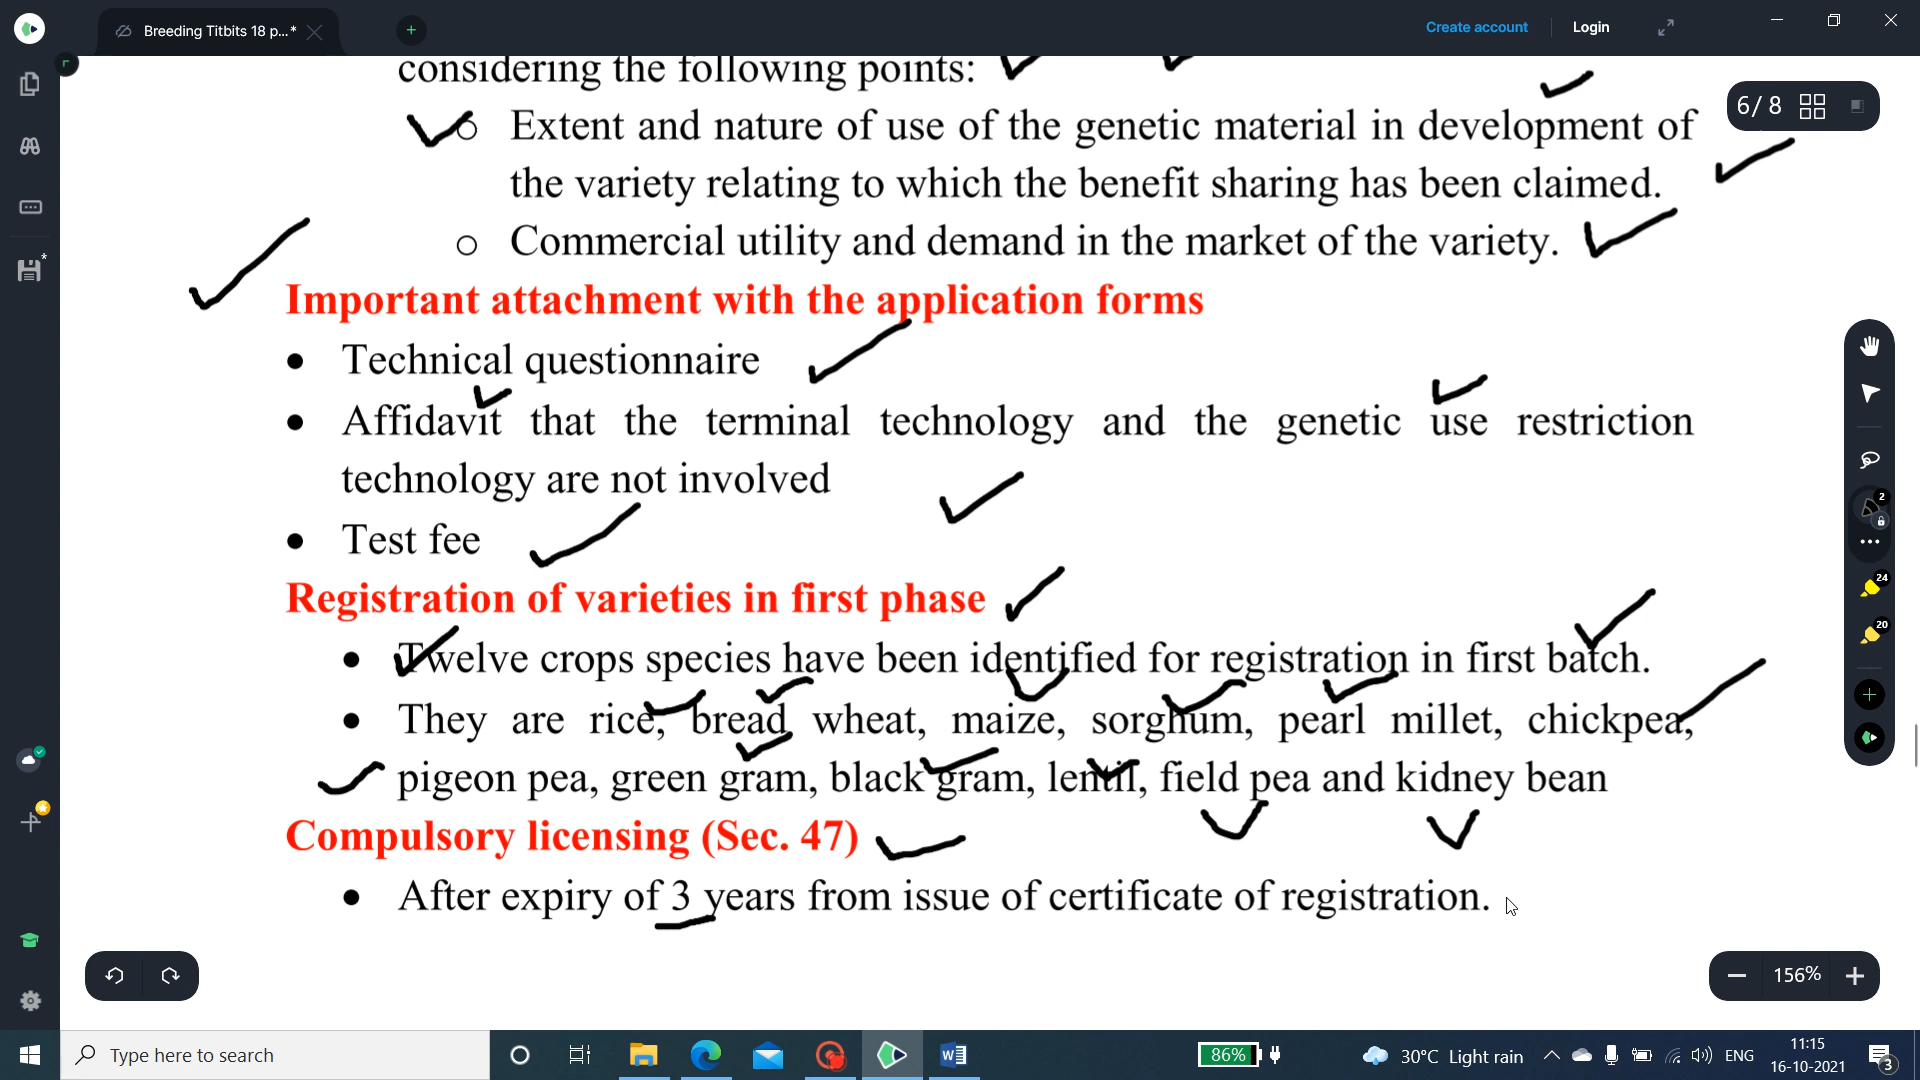 Breeding Titbits 18 p...*
Create account
Login
6/ 8
considering the following points:
Extent and nature of use of the genetic material in development of
the variety relating to which the benefit sharing has been claimed.
Commercial utility and demand in the market of the variety.
Important attachment with the application forms
Technical questionnaire
Affidavit that the terminal technology and the genetic use restriction
technology are not involved
Test fee
Registration of varieties in first phase
Twelve crops species have been identified for registration in first batch.
They are rice, bread wheat, maize, sorghum, pearl millet, chickpea,
pigeon pea, green gram, black gram, lentil, field pea and kidney bean
Compulsory licensing (Sec. 47)
After expiry of 3 years from issue of certificate of registration.
2
24
20
156%
Type here to search
86%
30°C Light rain
ENG
11:15
16-10-2021
3